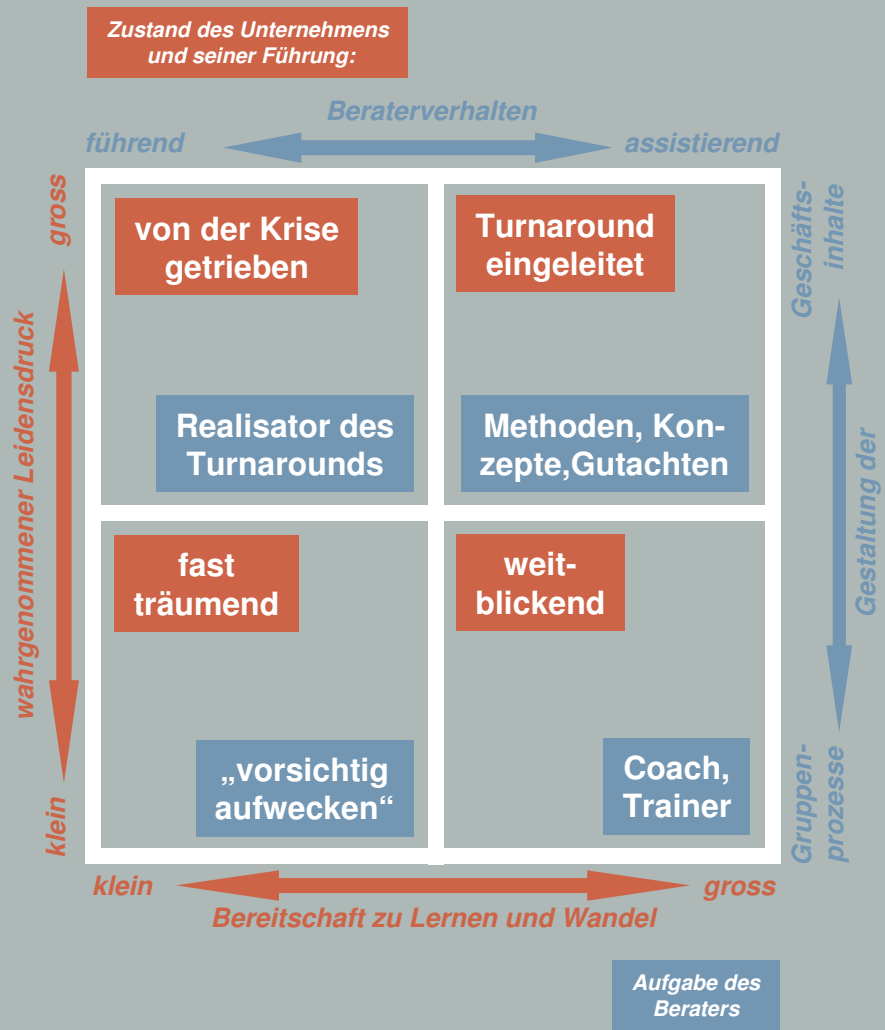 Zustand des Unternehmens
und seiner Führung:
Beraterverhalten
führend
assistierend
gross
wahrgenommener Leidensdruck
klein
von der Krise
getrieben
Turnaround
eingeleitet
Realisator des
Turnarounds
Methoden, Kon-
zepte,Gutachten
fast
träumend
weit-
blickend
„vorsichtig
aufwecken“
Coach,
Trainer
Geschäfts-
inhalte
Gestaltung der
Gruppen-
prozesse
klein
gross
Bereitschaft zu Lernen und Wandel
Aufgabe des
Beraters